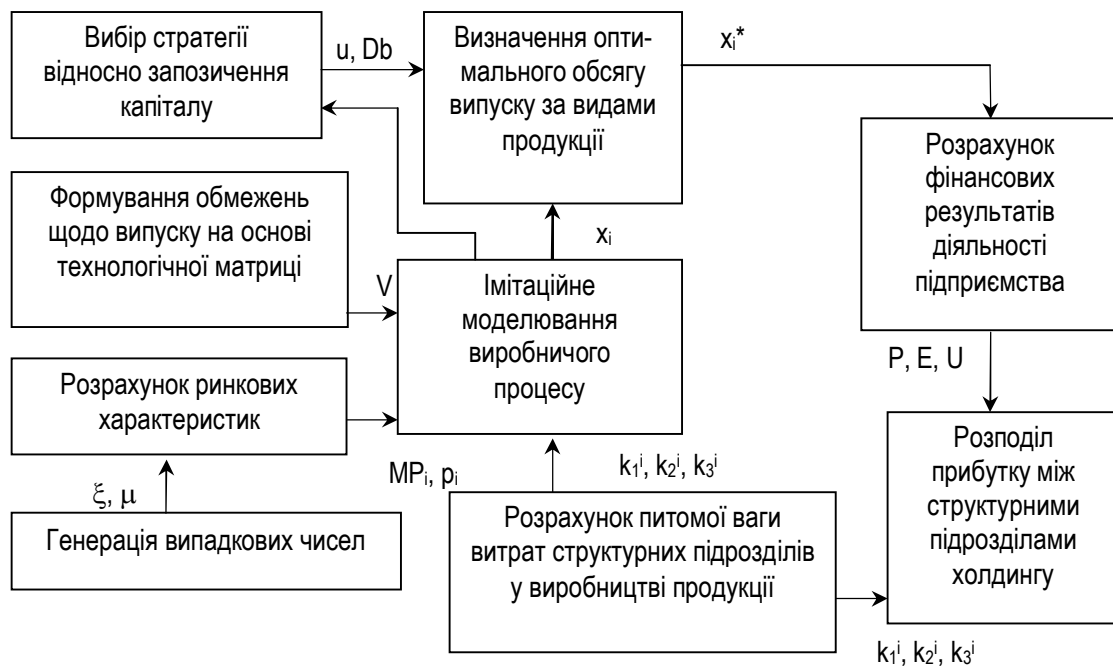 Вибір стратегії
відносно запозичення
капіталу
u, Db
Визначення опти-
мального обсягу
випуску за видами
продукції
xᵢ*
Формування обмежень
щодо випуску на основі
технологічної матриці
V
xᵢ
Імітаційне
моделювання
виробничого
процесу
Розрахунок
фінансових
результатів
діяльності
підприємства
P, E, U
Розрахунок ринкових
характеристик
MPᵢ, pᵢ
k₁ⁱ, k₂ⁱ, k₃ⁱ
ξ, μ
Генерація випадкових чисел
Розрахунок питомої ваги
витрат структурних підрозділів
у виробництві продукції
Розподіл
прибутку між
структурними
підрозділами
холдингу
k₁ⁱ, k₂ⁱ, k₃ⁱ